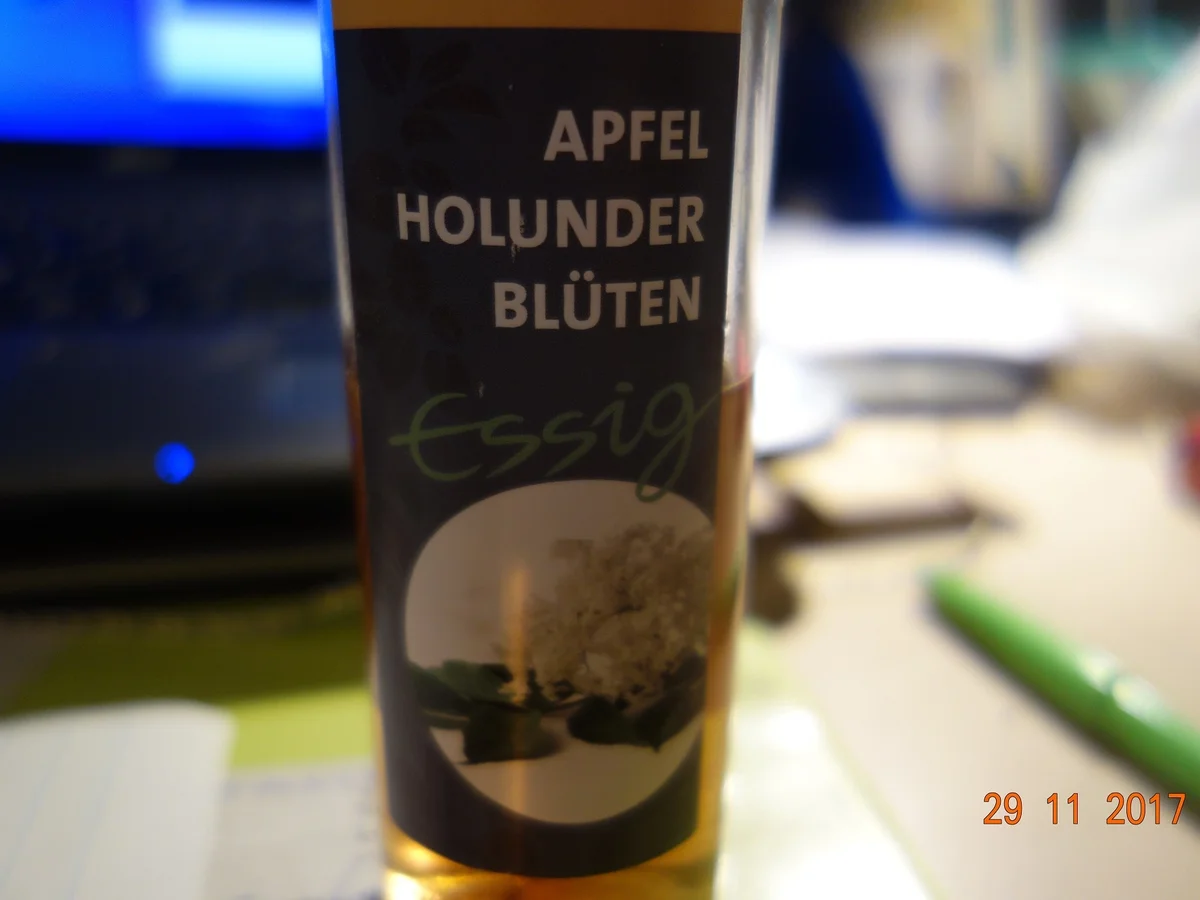 APFEL
HOLUNDER
BLÜTEN
Essig
29 11 2017